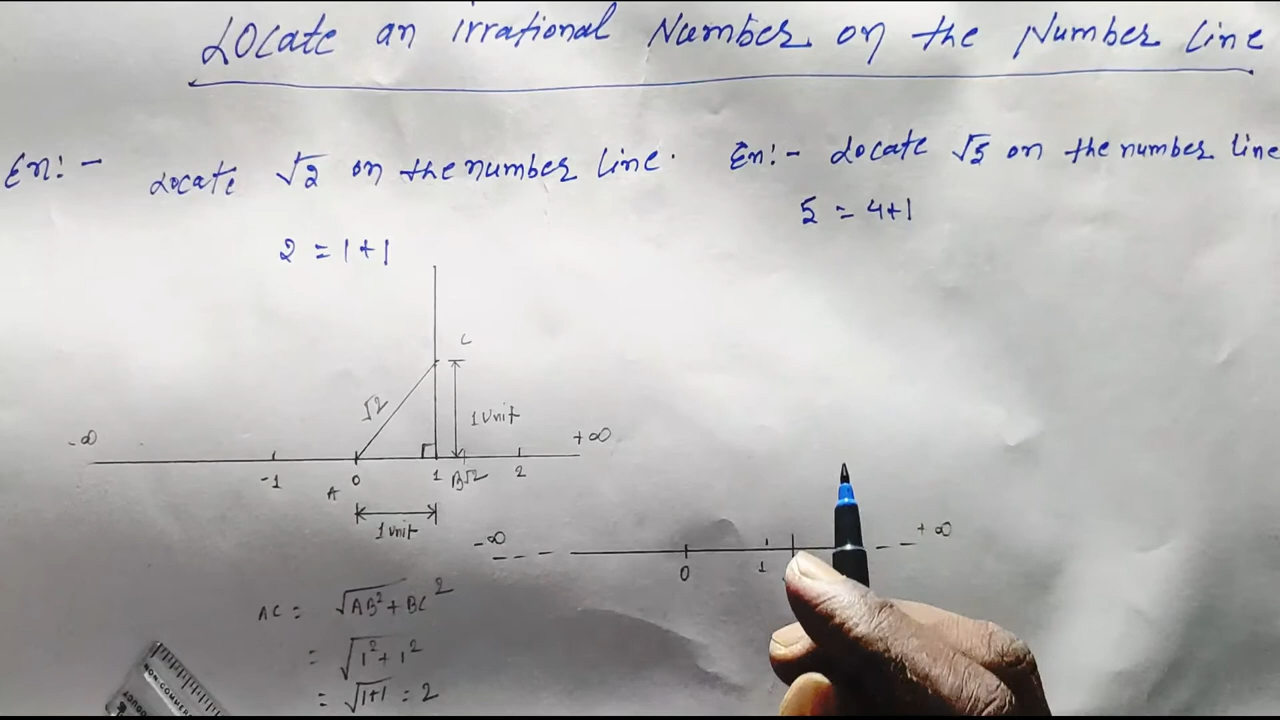 Locate an irrational Number on the Number line
Ex:- Locate √2 on the number line.
2 = 1+1
C
√2
1 Unit
-∞
+∞
-1
0
1
B
√2
2
A
1 Unit
AC = √AB²+BC²
= √1²+1²
= √1+1 = 2
Ex:- Locate √5 on the number line
5 = 4+1
-∞
+∞
0
1